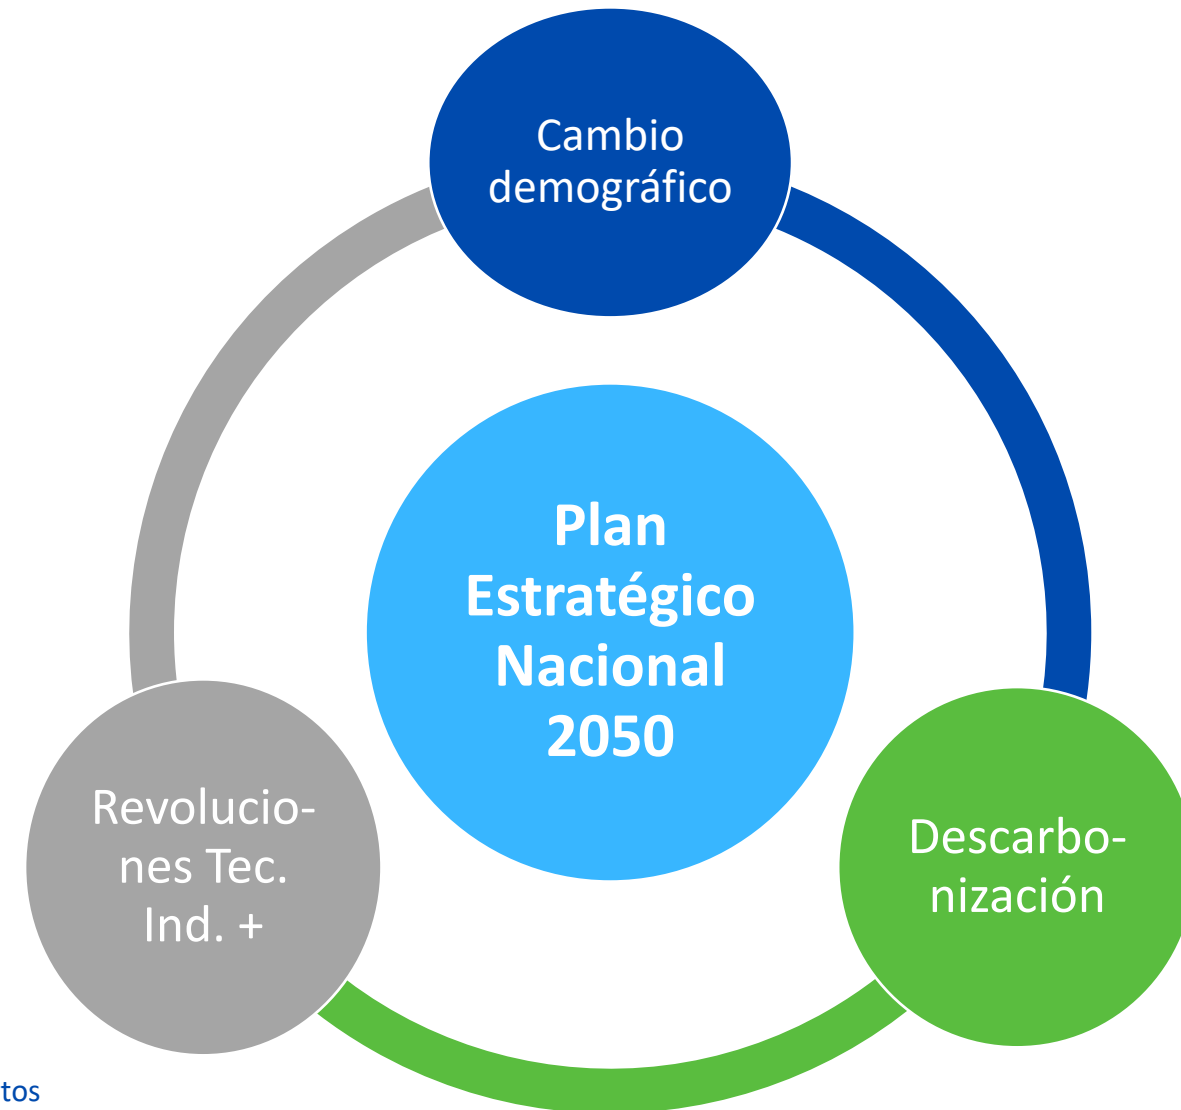 Cambio
demográfico
Plan
Estratégico
Nacional
2050
Revolucio-
nes Tec.
Ind. +
Descarbo-
nización
tos